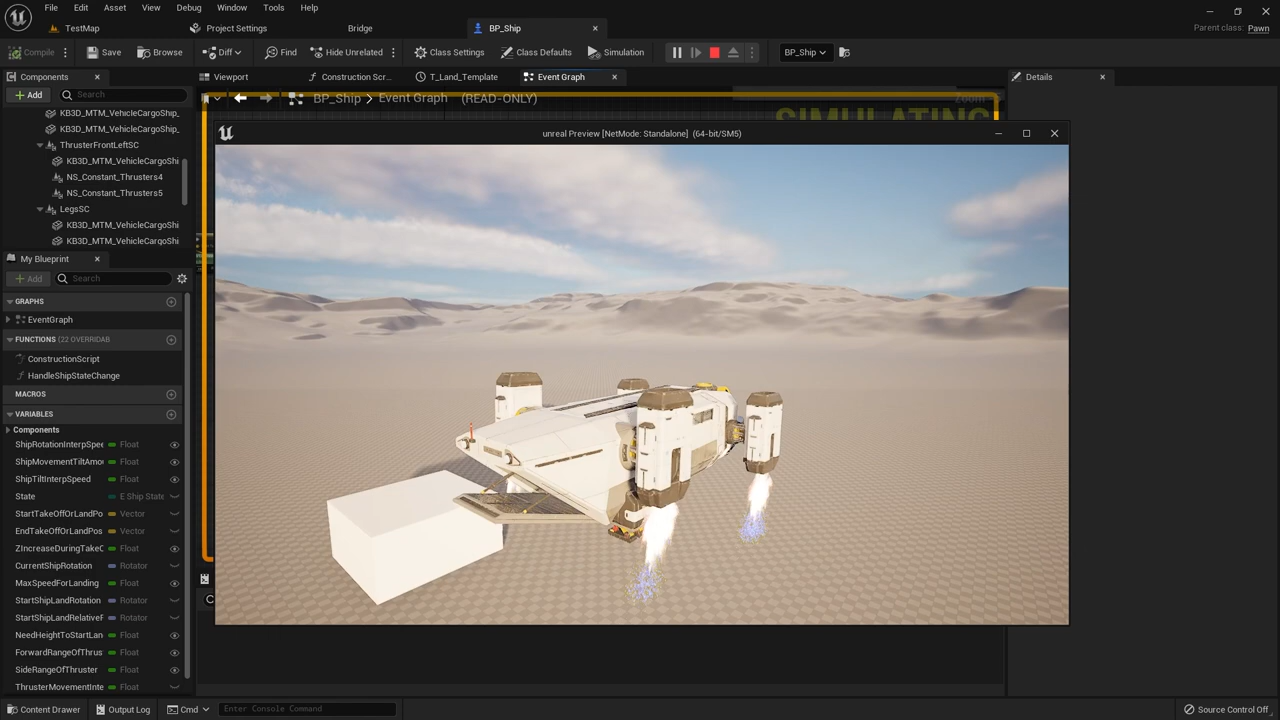 File Edit Asset View Debug Window Tools Help
TestMap Project Settings Bridge BP_Ship
Parent class: Pawn
Compile Save Browse Diff Find Hide Unrelated Class Settings Class Defaults Simulation BP_Ship
Components Viewport Construction Scr... T_Land_Template Event Graph Details
+ Add Search
BP_Ship > Event Graph (READ-ONLY) Zoom
SIMULATING
KB3D_MTM_VehicleCargoShip_
KB3D_MTM_VehicleCargoShip_
ThrusterFrontLeftSC
KB3D_MTM_VehicleCargoShi
NS_Constant_Thrusters4
NS_Constant_Thrusters5
LegsSC
KB3D_MTM_VehicleCargoShi
KB3D_MTM_VehicleCargoShi
unreal Preview [NetMode: Standalone] (64-bit/SM5)
My Blueprint
+ Add Search
GRAPHS
EventGraph
FUNCTIONS (22 OVERRIDAB
ConstructionScript
HandleShipStateChange
MACROS
VARIABLES
Components
ShipRotationInterpSpee Float
ShipMovementTiltAmou Float
ShipTiltInterpSpeed Float
State E Ship State
StartTakeOffOrLandPo Vector
EndTakeOffOrLandPos Vector
ZIncreaseDuringTakeO Float
CurrentShipRotation Rotator
MaxSpeedForLanding Float
StartShipLandRotation Rotator
StartShipLandRelativeR Rotator
NeedHeightToStartLan Float
ForwardRangeOfThrus Float
SideRangeOfThruster Float
ThrusterMovementInte Float
Content Drawer Output Log Cmd Enter Console Command Source Control Off